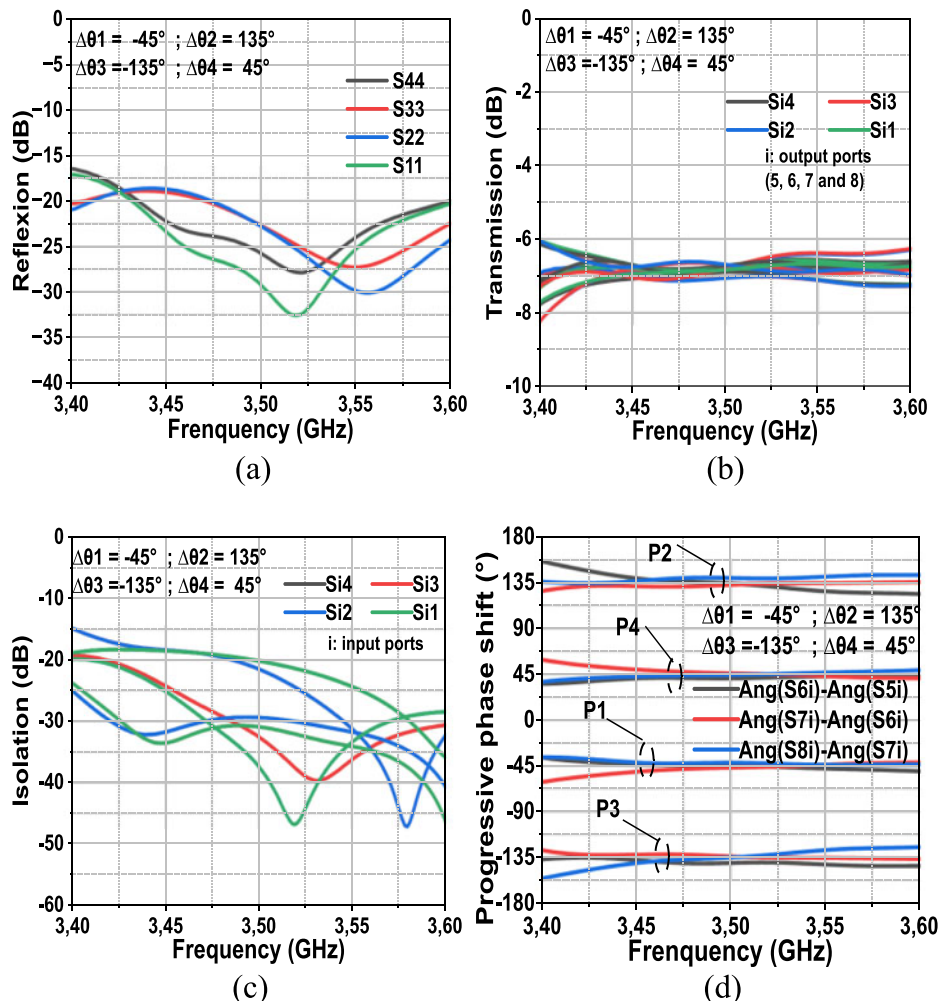 Δθ1 = -45° ; Δθ2 = 135°
Δθ3 =-135° ; Δθ4 = 45°
S44
S33
S22
S11
Reflexion (dB)
0
−5
−10
−15
−20
−25
−30
−35
−40
3,40
3,45
3,50
3,55
3,60
Frenquency (GHz)
(a)
Δθ1 = -45° ; Δθ2 = 135°
Δθ3 =-135° ; Δθ4 = 45°
Si4
Si3
Si2
Si1
i: output ports
(5, 6, 7 and 8)
Transmission (dB)
0
-2
-4
-6
-8
-10
3,40
3,45
3,50
3,55
3,60
Frenquency (GHz)
(b)
Δθ1 = -45° ; Δθ2 = 135°
Δθ3 =-135° ; Δθ4 = 45°
Si4
Si3
Si2
Si1
i: input ports
Isolation (dB)
0
−10
−20
−30
−40
−50
−60
3,40
3,45
3,50
3,55
3,60
Frequency (GHz)
(c)
P2
Δθ1 = -45° ; Δθ2 = 135°
P4
Δθ3 =-135° ; Δθ4 = 45°
Ang(S6i)-Ang(S5i)
P1
Ang(S7i)-Ang(S6i)
Ang(S8i)-Ang(S7i)
P3
Progressive phase shift (°)
180
135
90
45
0
-45
-90
-135
-180
3,40
3,45
3,50
3,55
3,60
Frenquency (GHz)
(d)